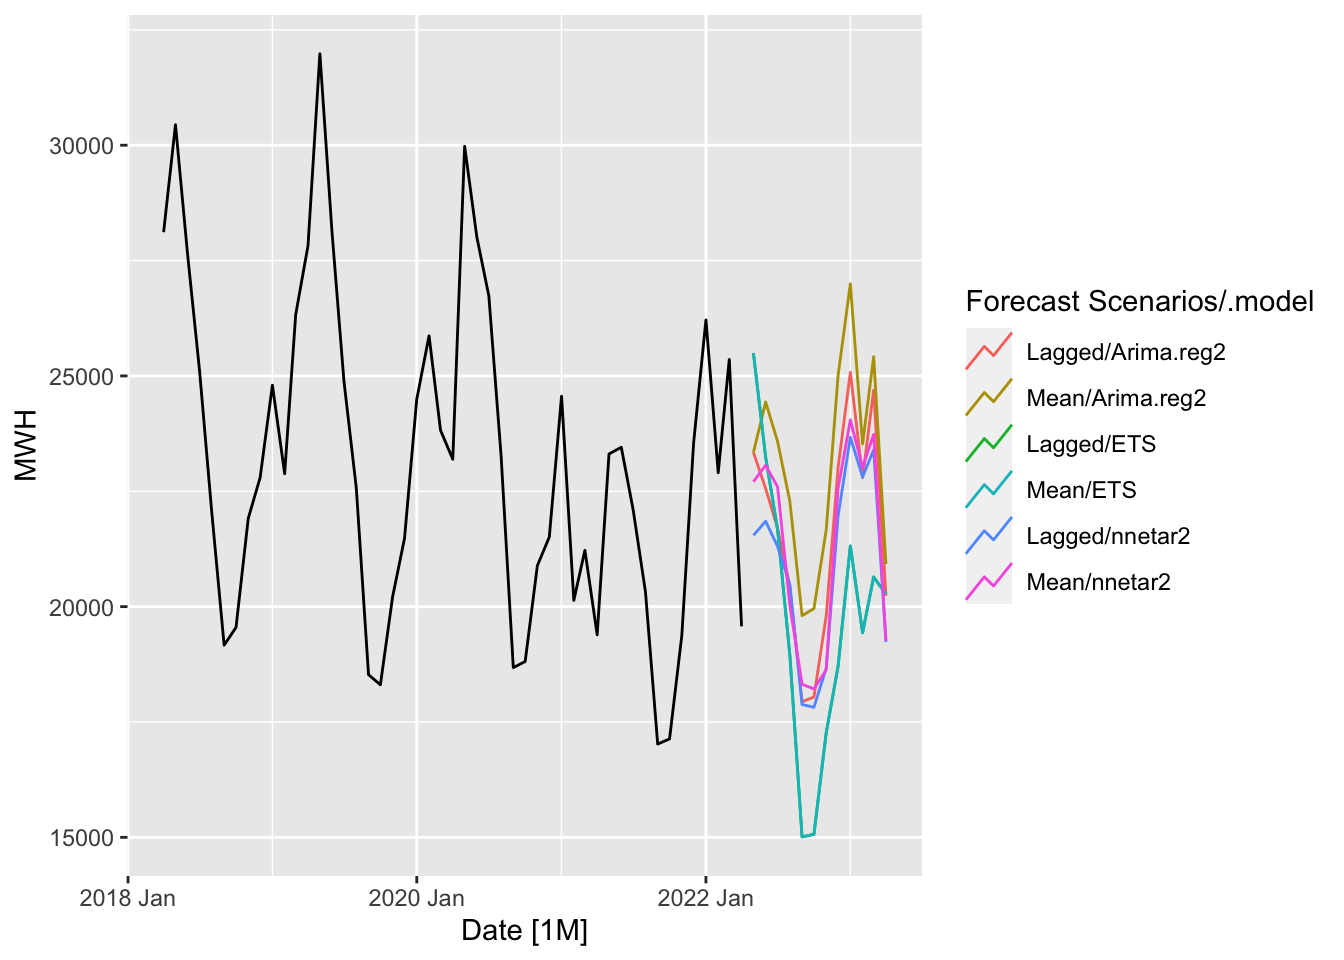 MWH
30000
25000
20000
15000
2018 Jan
2020 Jan
2022 Jan
Date [1M]
Forecast Scenarios/.model
Lagged/Arima.reg2
Mean/Arima.reg2
Lagged/ETS
Mean/ETS
Lagged/nnetar2
Mean/nnetar2